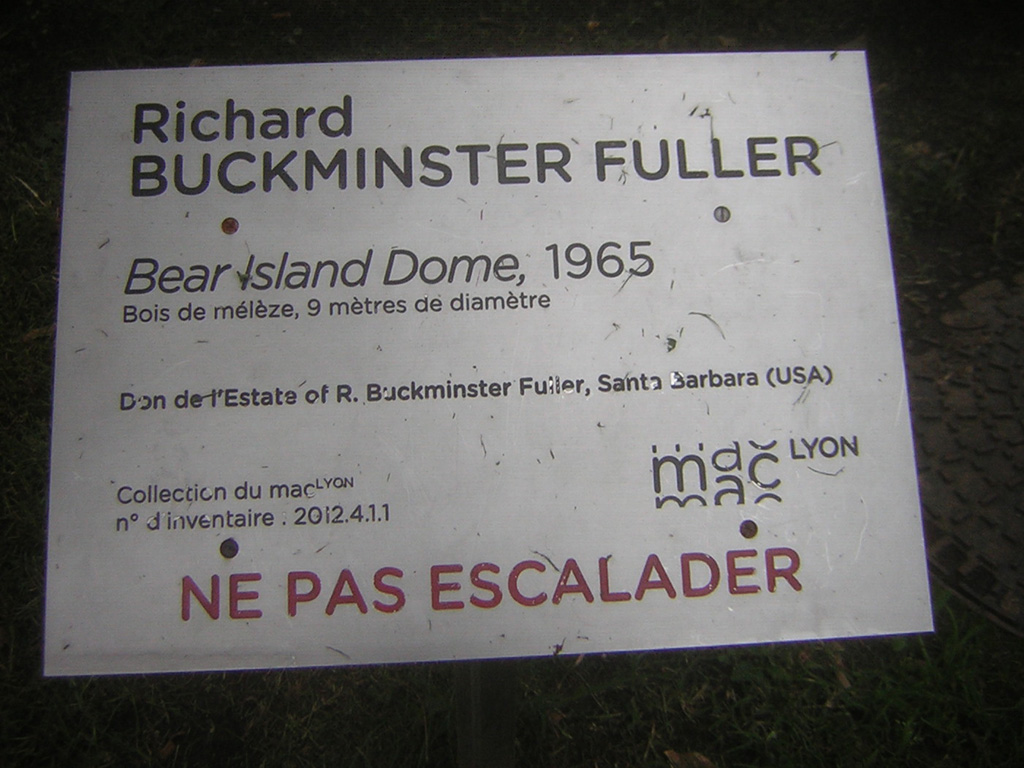 Richard
BUCKMINSTER FULLER
Bear Island Dome, 1965
Bois de mélèze, 9 mètres de diamètre
Don de l'Estate of R. Buckminster Fuller, Santa Barbara (USA)
mac LYON
Collection du mac LYON
n° d'inventaire : 2012.4.1.1
NE PAS ESCALADER